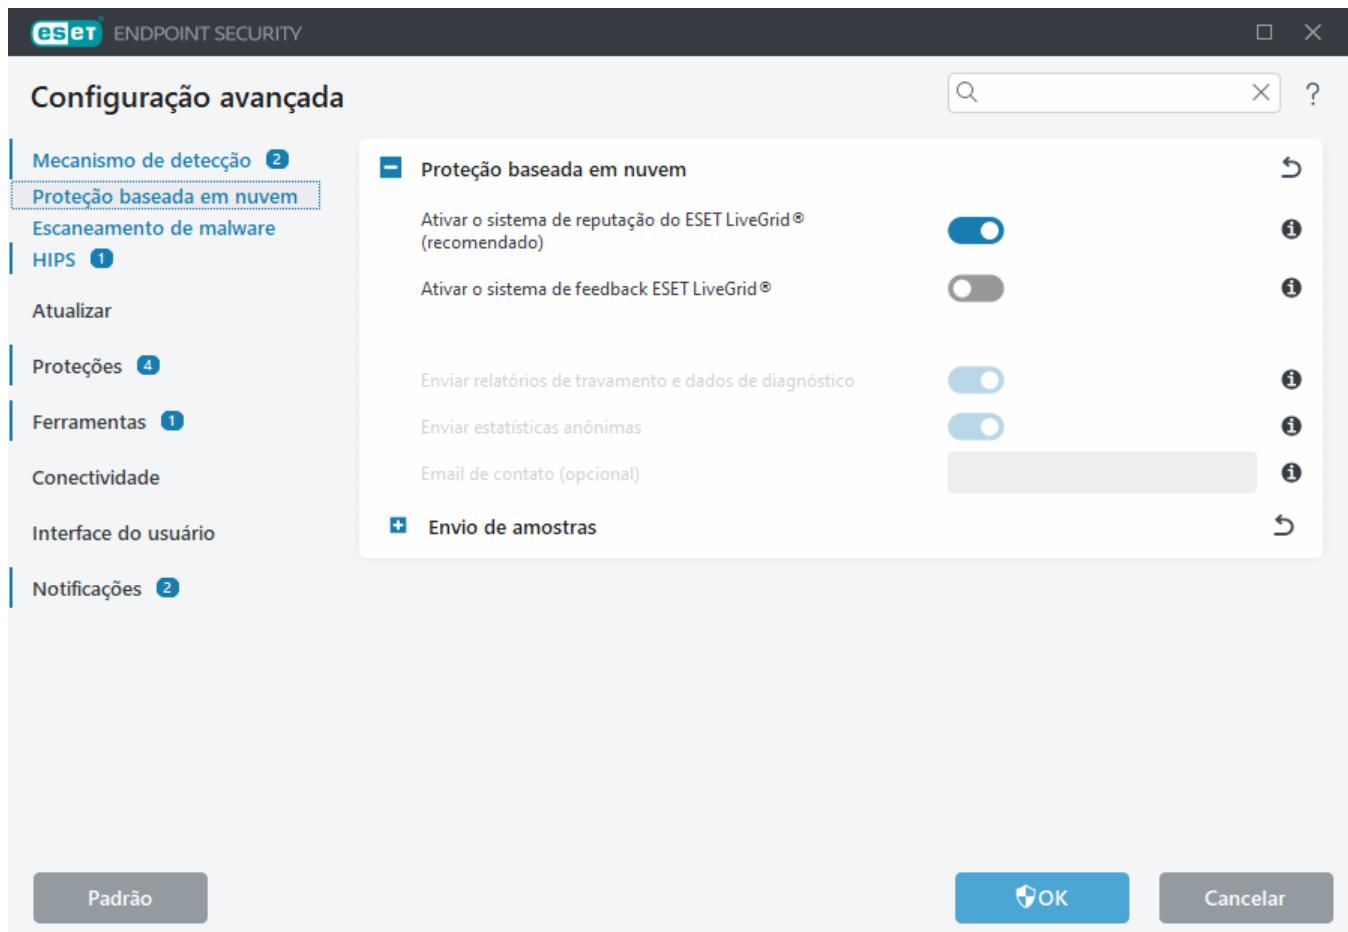 eset ENDPOINT SECURITY
Configuração avançada
?
Mecanismo de detecção 2
Proteção baseada em nuvem
Escaneamento de malware
HIPS 1
Atualizar
Proteções 4
Ferramentas 1
Conectividade
Interface do usuário
Notificações 2
Proteção baseada em nuvem
Ativar o sistema de reputação do ESET LiveGrid®
(recomendado)
Ativar o sistema de feedback ESET LiveGrid®
Enviar relatórios de travamento e dados de diagnóstico
Enviar estatísticas anônimas
Email de contato (opcional)
Envio de amostras
Padrão
OK
Cancelar